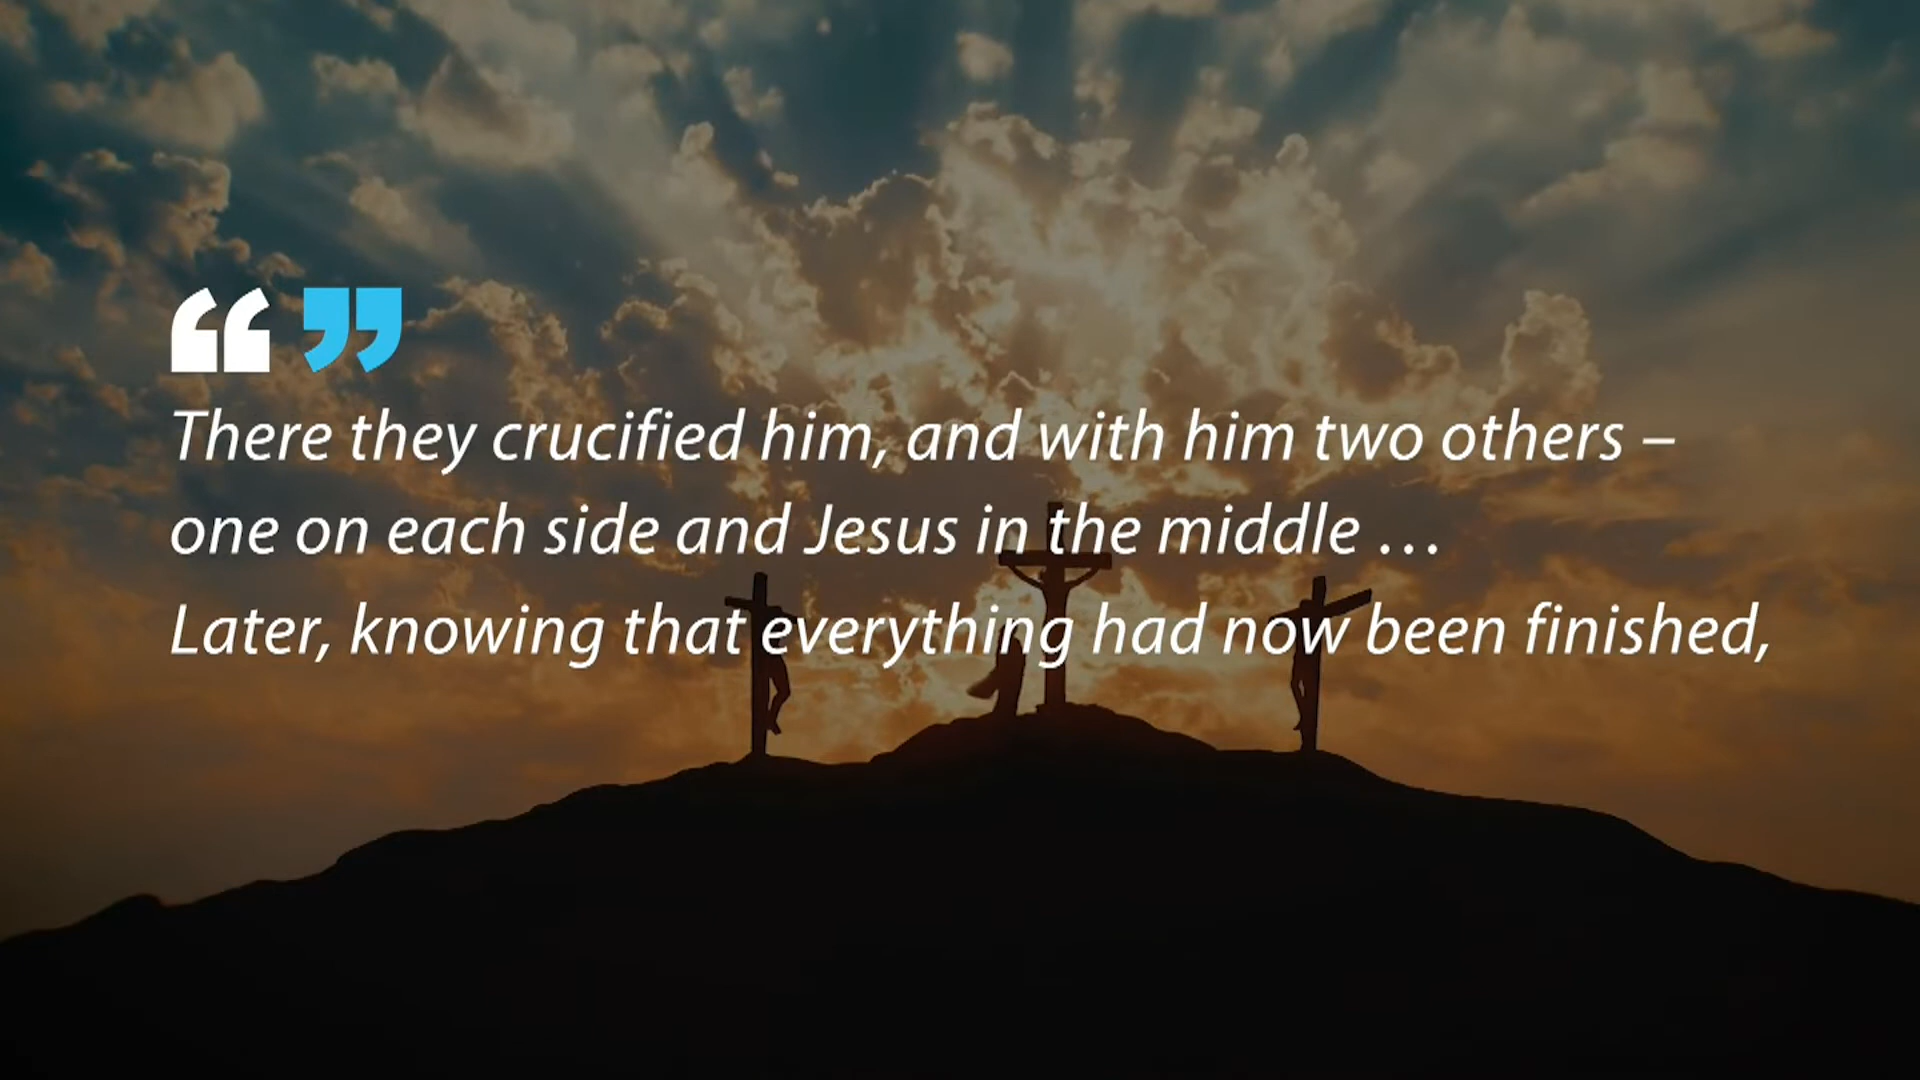 There they crucified him, and with him two others –
one on each side and Jesus in the middle …
Later, knowing that everything had now been finished,